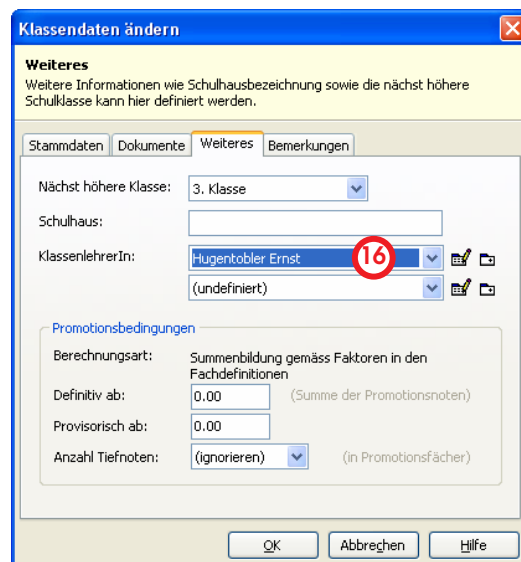 Klassendaten ändern
Weiteres
Weitere Informationen wie Schulhausbezeichnung sowie die nächst höhere
Schulklasse kann hier definiert werden.
Stammdaten Dokumente Weiteres Bemerkungen
Nächst höhere Klasse: 3. Klasse
Schulhaus:
KlassenlehrerIn: Hugentobler Ernst 16
(undefiniert)
Promotionsbedingungen
Berechnungsart: Summenbildung gemäss Faktoren in den
Fachdefinitionen
Definitiv ab: 0.00 (Summe der Promotionsnoten)
Provisorisch ab: 0.00
Anzahl Tiefnoten: (ignorieren) (in Promotionsfächer)
OK Abbrechen Hilfe